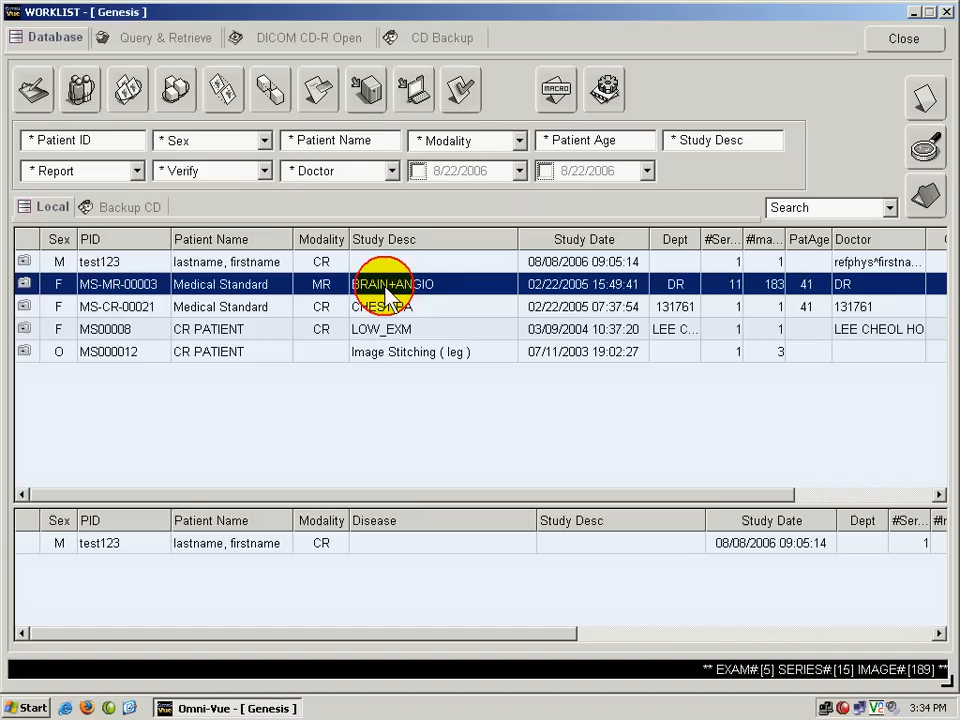 Omni Vue WORKLIST - [ Genesis ]
Database Query & Retrieve DICOM CD-R Open CD Backup Close
MACRO
* Patient ID * Sex * Patient Name * Modality * Patient Age * Study Desc
* Report * Verify * Doctor 8/22/2006 8/22/2006
Local Backup CD Search
Sex PID Patient Name Modality Study Desc Study Date Dept #Ser... #Ima... PatAge Doctor
M test123 lastname, firstname CR 08/08/2006 09:05:14 1 1 refphys^firstna...
F MS-MR-00003 Medical Standard MR BRAIN+ANGIO 02/22/2005 15:49:41 DR 11 183 41 DR
F MS-CR-00021 Medical Standard CR CHEST PA 02/22/2005 07:37:54 131761 1 1 41 131761
F MS00008 CR PATIENT CR LOW_EXM 03/09/2004 10:37:20 LEE C... 1 1 LEE CHEOL HO
O MS000012 CR PATIENT Image Stitching ( leg ) 07/11/2003 19:02:27 1 3
Sex PID Patient Name Modality Disease Study Desc Study Date Dept #Ser... #Ir
M test123 lastname, firstname CR 08/08/2006 09:05:14 1
** EXAM#.[5] SERIES#.[15] IMAGE#.[189] **
Start Omni-Vue - [ Genesis ] 3:34 PM